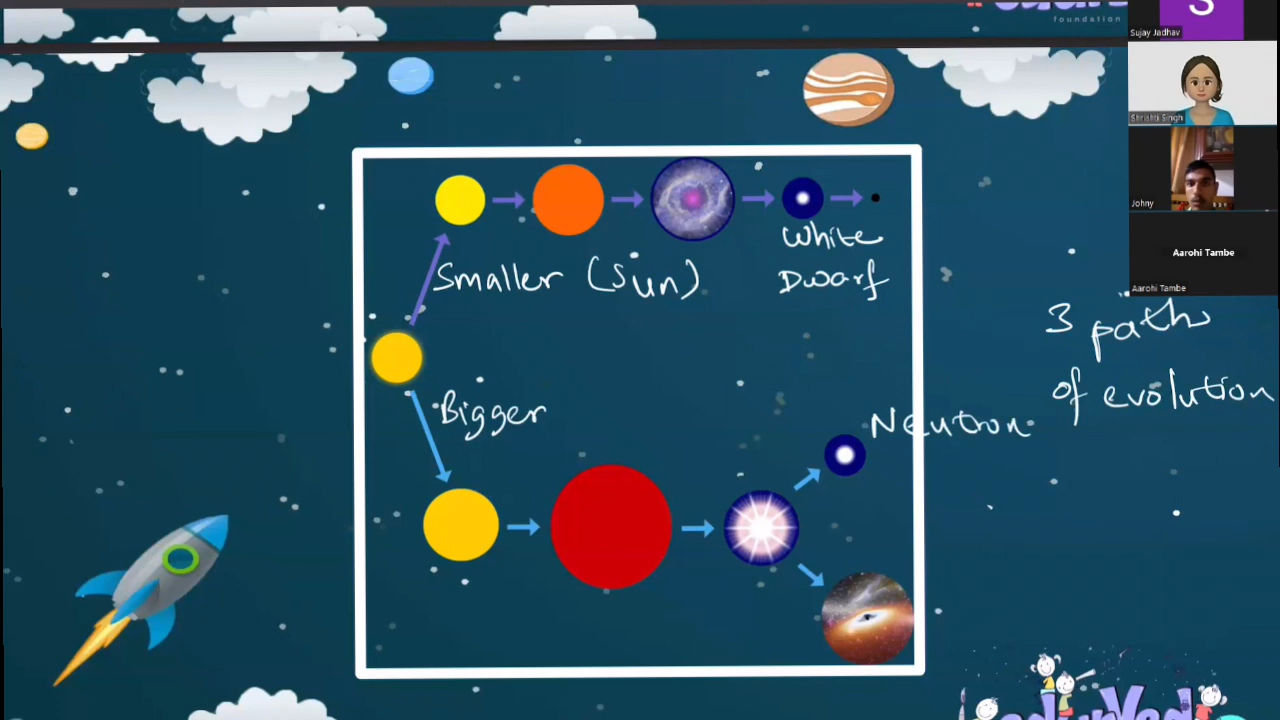 foundation
S
Sujay Jadhav
Shrishti Singh
Johny
Aarohi Tambe
Aarohi Tambe
White
Dwarf
Smaller (Sun)
3 paths
of evolution
Bigger
Neutron